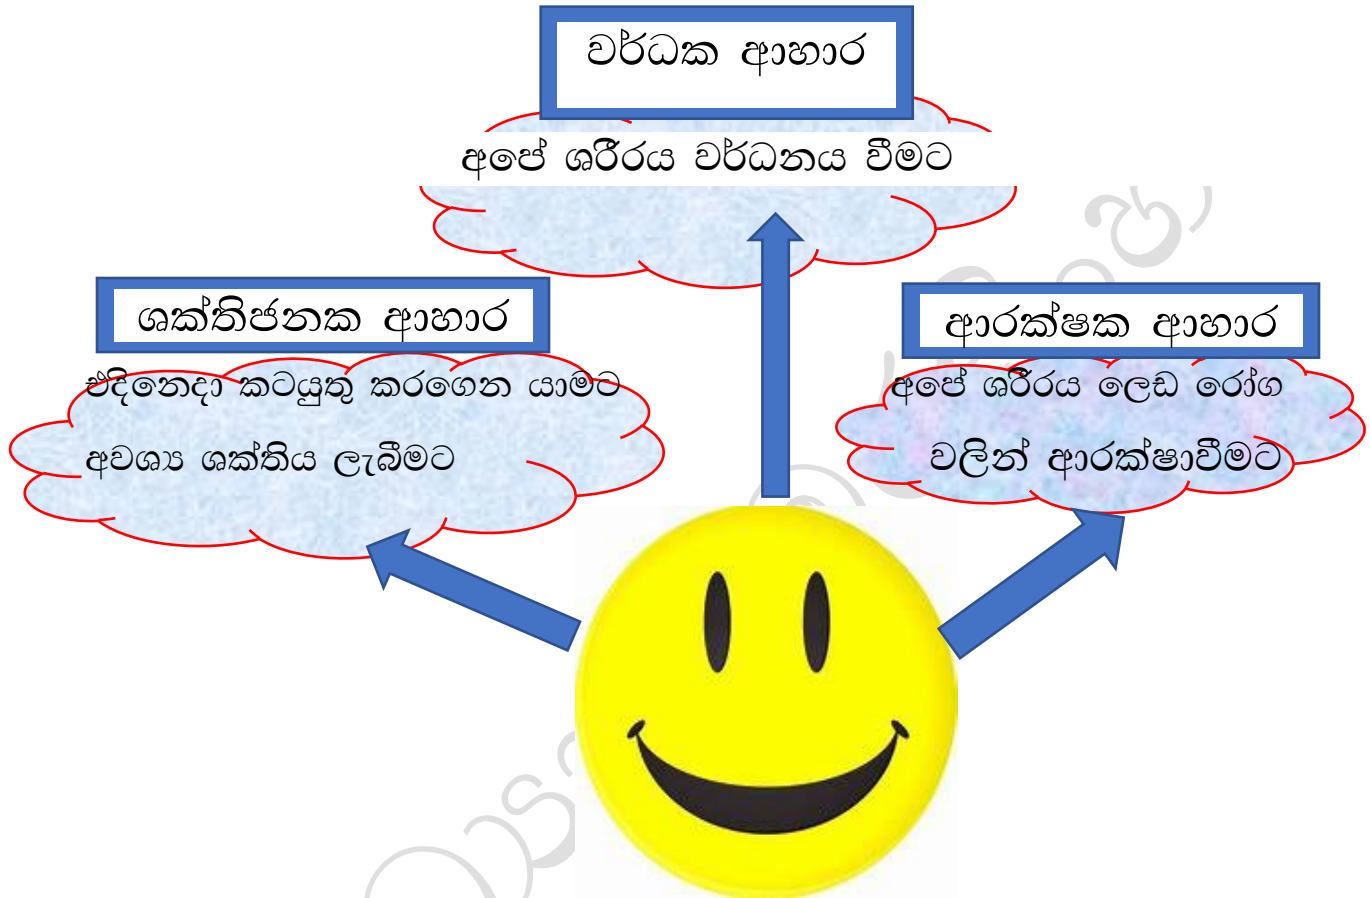 වර්ධක ආහාර
අපේ ශරීරය වර්ධනය වීමට
ශක්තිජනක ආහාර
එදිනෙදා කටයුතු කරගෙන යාමට
අවශ්‍ය ශක්තිය ලැබීමට
ආරක්ෂක ආහාර
අපේ ශරීරය ලෙඩ රෝග
වලින් ආරක්ෂාවීමට